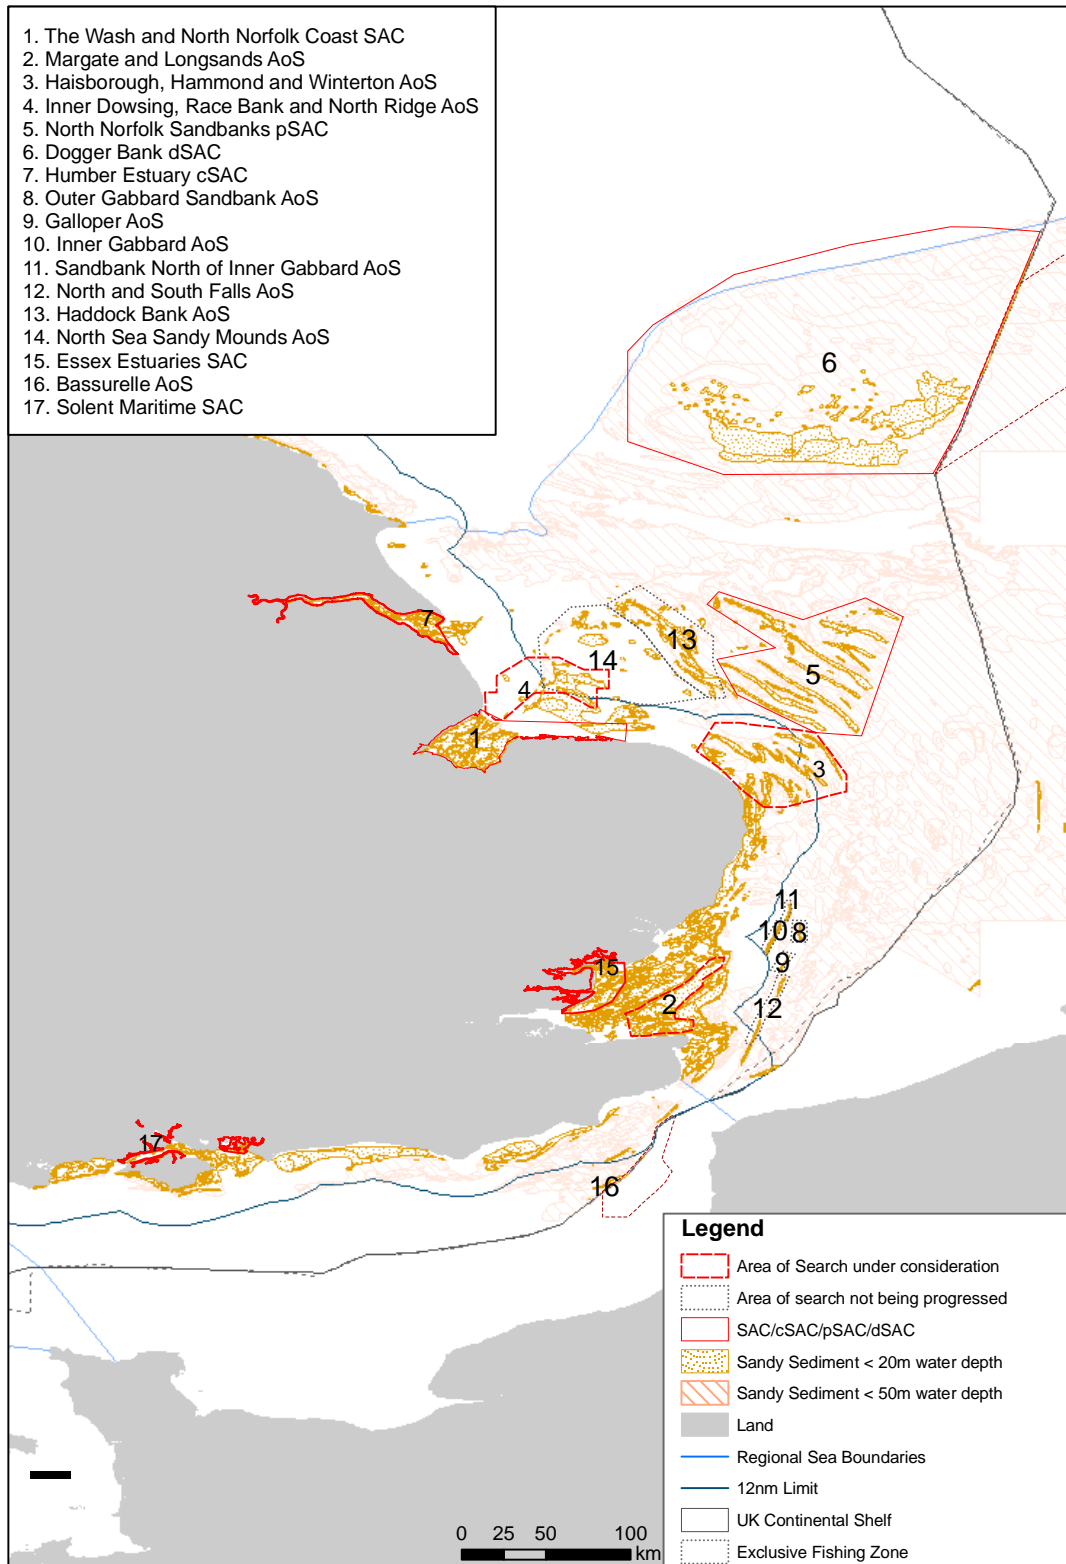 1. The Wash and North Norfolk Coast SAC
2. Margate and Longsands AoS
3. Haisborough, Hammond and Winterton AoS
4. Inner Dowsing, Race Bank and North Ridge AoS
5. North Norfolk Sandbanks pSAC
6. Dogger Bank dSAC
7. Humber Estuary cSAC
8. Outer Gabbard Sandbank AoS
9. Galloper AoS
10. Inner Gabbard AoS
11. Sandbank North of Inner Gabbard AoS
12. North and South Falls AoS
13. Haddock Bank AoS
14. North Sea Sandy Mounds AoS
15. Essex Estuaries SAC
16. Bassurelle AoS
17. Solent Maritime SAC
6
7
13
14
5
4
1
3
11
10
8
9
15
2
12
17
16
Legend
Area of Search under consideration
Area of search not being progressed
SAC/cSAC/pSAC/dSAC
Sandy Sediment < 20m water depth
Sandy Sediment < 50m water depth
Land
Regional Sea Boundaries
12nm Limit
UK Continental Shelf
Exclusive Fishing Zone
0 25 50 100
km